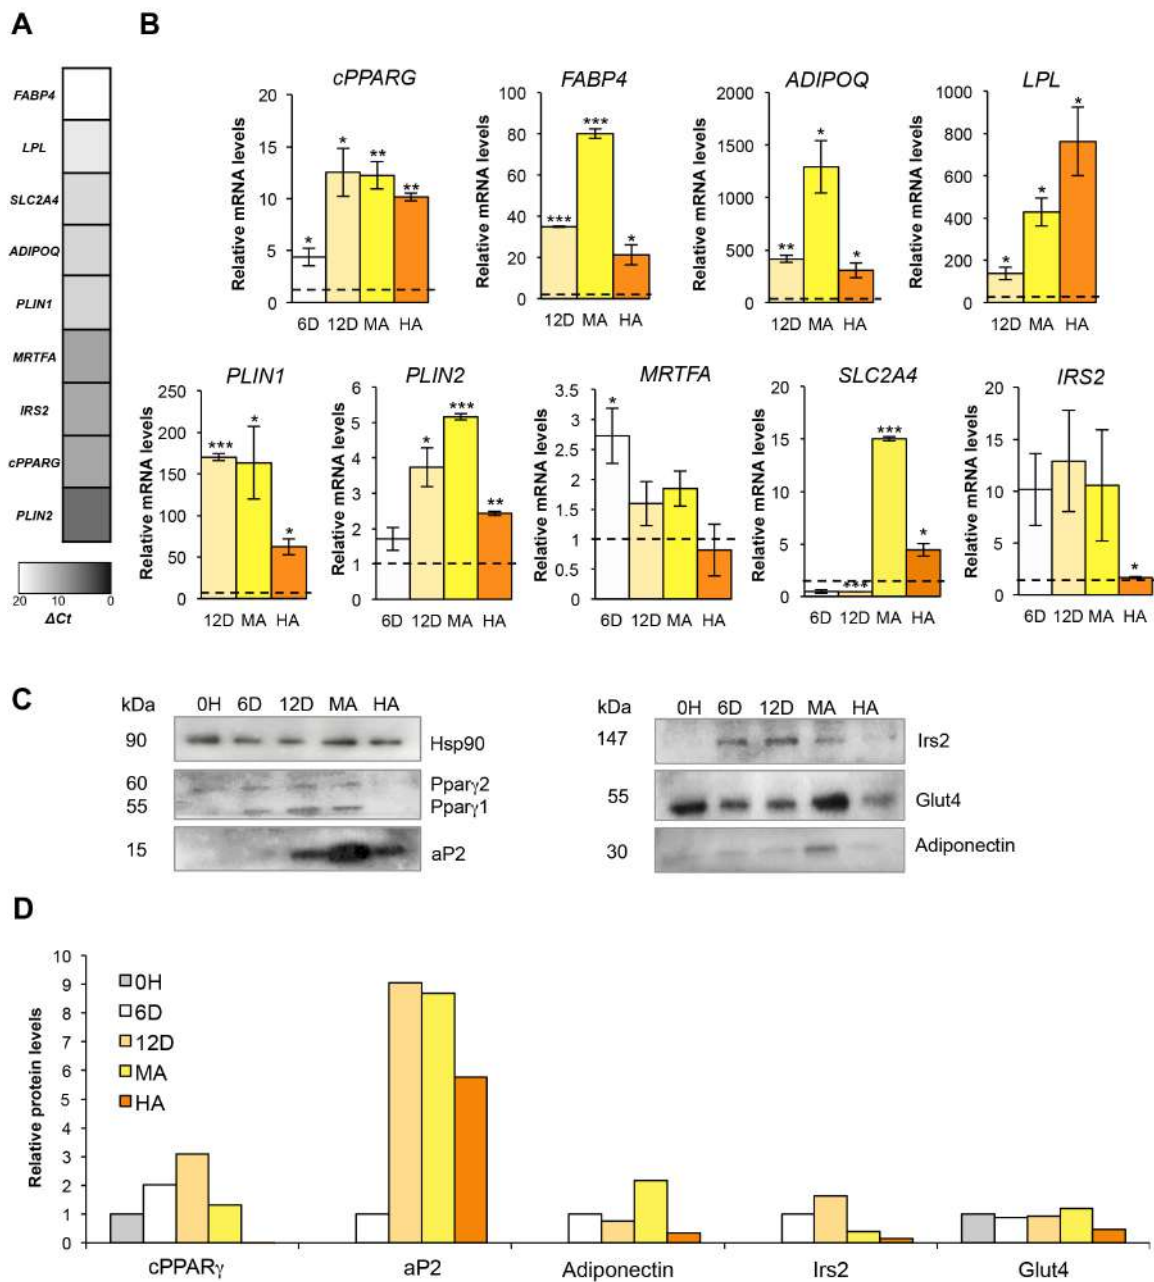 A
B
FABP4
LPL
SLC2A4
ADIPOQ
PLIN1
MRTFA
IRS2
cPPARG
PLIN2
20 10 0
ΔCt
cPPARG
Relative mRNA levels
20
15
10
5
0
*
*
**
**
6D 12D MA HA
FABP4
Relative mRNA levels
100
80
60
40
20
0
***
***
*
12D MA HA
ADIPOQ
Relative mRNA levels
2000
1500
1000
500
0
**
*
*
12D MA HA
LPL
Relative mRNA levels
1000
800
600
400
200
0
*
*
*
12D MA HA
PLIN1
Relative mRNA levels
250
200
150
100
50
0
***
*
*
12D MA HA
PLIN2
Relative mRNA levels
6
5
4
3
2
1
0
*
***
**
6D 12D MA HA
MRTFA
Relative mRNA levels
3.5
3
2.5
2
1.5
1
0.5
0
*
6D 12D MA HA
SLC2A4
Relative mRNA levels
20
15
10
5
0
***
***
*
6D 12D MA HA
IRS2
Relative mRNA levels
20
15
10
5
0
*
6D 12D MA HA
C
kDa 0H 6D 12D MA HA
90 Hsp90
60 Pparγ2
55 Pparγ1
15 aP2
kDa 0H 6D 12D MA HA
147 Irs2
55 Glut4
30 Adiponectin
D
Relative protein levels
10
9
8
7
6
5
4
3
2
1
0
0H
6D
12D
MA
HA
cPPARγ aP2 Adiponectin Irs2 Glut4